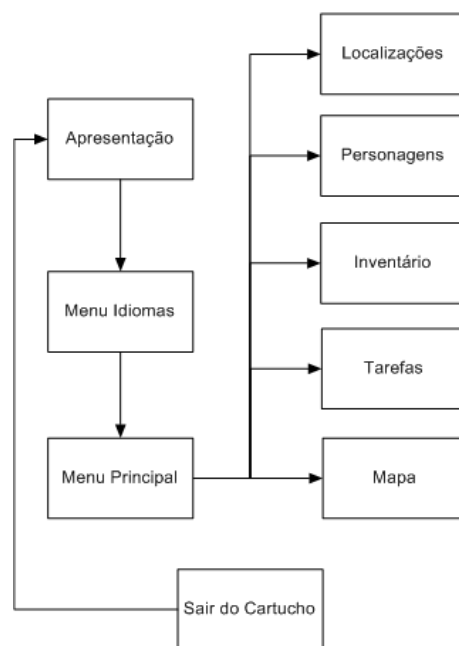 Localizações
Apresentação
Personagens
Menu Idiomas
Inventário
Tarefas
Menu Principal
Mapa
Sair do Cartucho